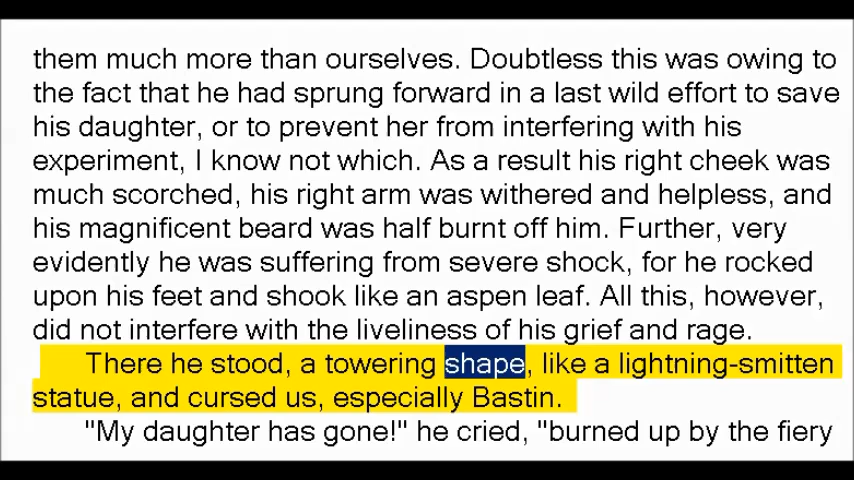 them much more than ourselves. Doubtless this was owing to
the fact that he had sprung forward in a last wild effort to save
his daughter, or to prevent her from interfering with his
experiment, I know not which. As a result his right cheek was
much scorched, his right arm was withered and helpless, and
his magnificent beard was half burnt off him. Further, very
evidently he was suffering from severe shock, for he rocked
upon his feet and shook like an aspen leaf. All this, however,
did not interfere with the liveliness of his grief and rage.
There he stood, a towering shape, like a lightning-smitten
statue, and cursed us, especially Bastin.
"My daughter has gone!" he cried, "burned up by the fiery